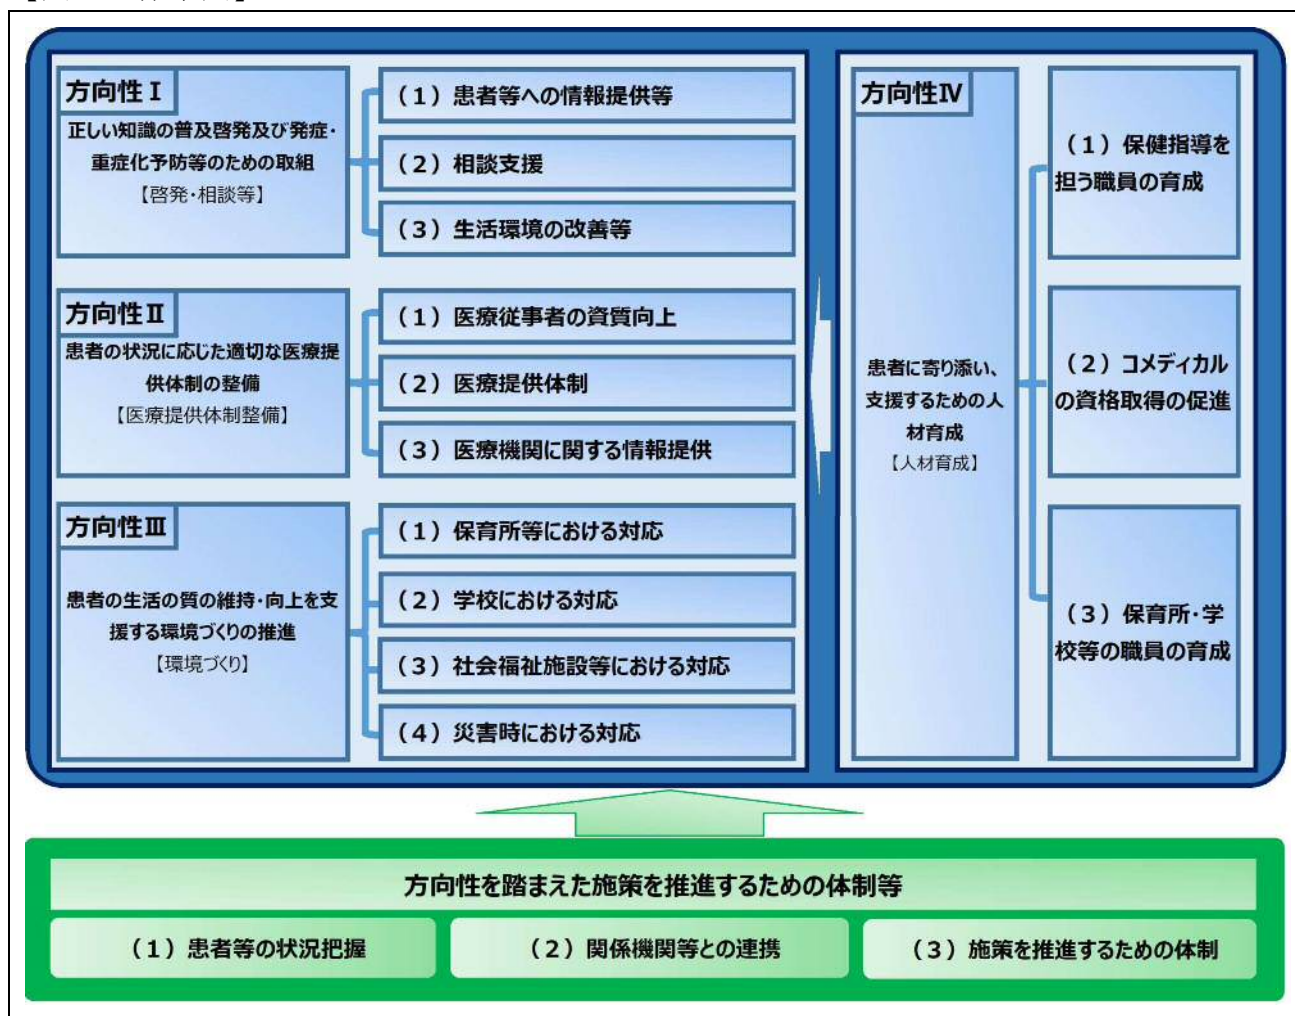 方向性Ⅰ
正しい知識の普及啓発及び発症・
重症化予防等のための取組
【啓発・相談等】
（１）患者等への情報提供等
（２）相談支援
（３）生活環境の改善等
方向性Ⅱ
患者の状況に応じた適切な医療提
供体制の整備
【医療提供体制整備】
（１）医療従事者の資質向上
（２）医療提供体制
（３）医療機関に関する情報提供
方向性Ⅲ
患者の生活の質の維持・向上を支
援する環境づくりの推進
【環境づくり】
（１）保育所等における対応
（２）学校における対応
（３）社会福祉施設等における対応
（４）災害時における対応
方向性Ⅳ
患者に寄り添い、
支援するための人
材育成
【人材育成】
（１）保健指導を
担う職員の育成
（２）コメディカル
の資格取得の促進
（３）保育所・学
校等の職員の育成
方向性を踏まえた施策を推進するための体制等
（１）患者等の状況把握
（２）関係機関等との連携
（３）施策を推進するための体制